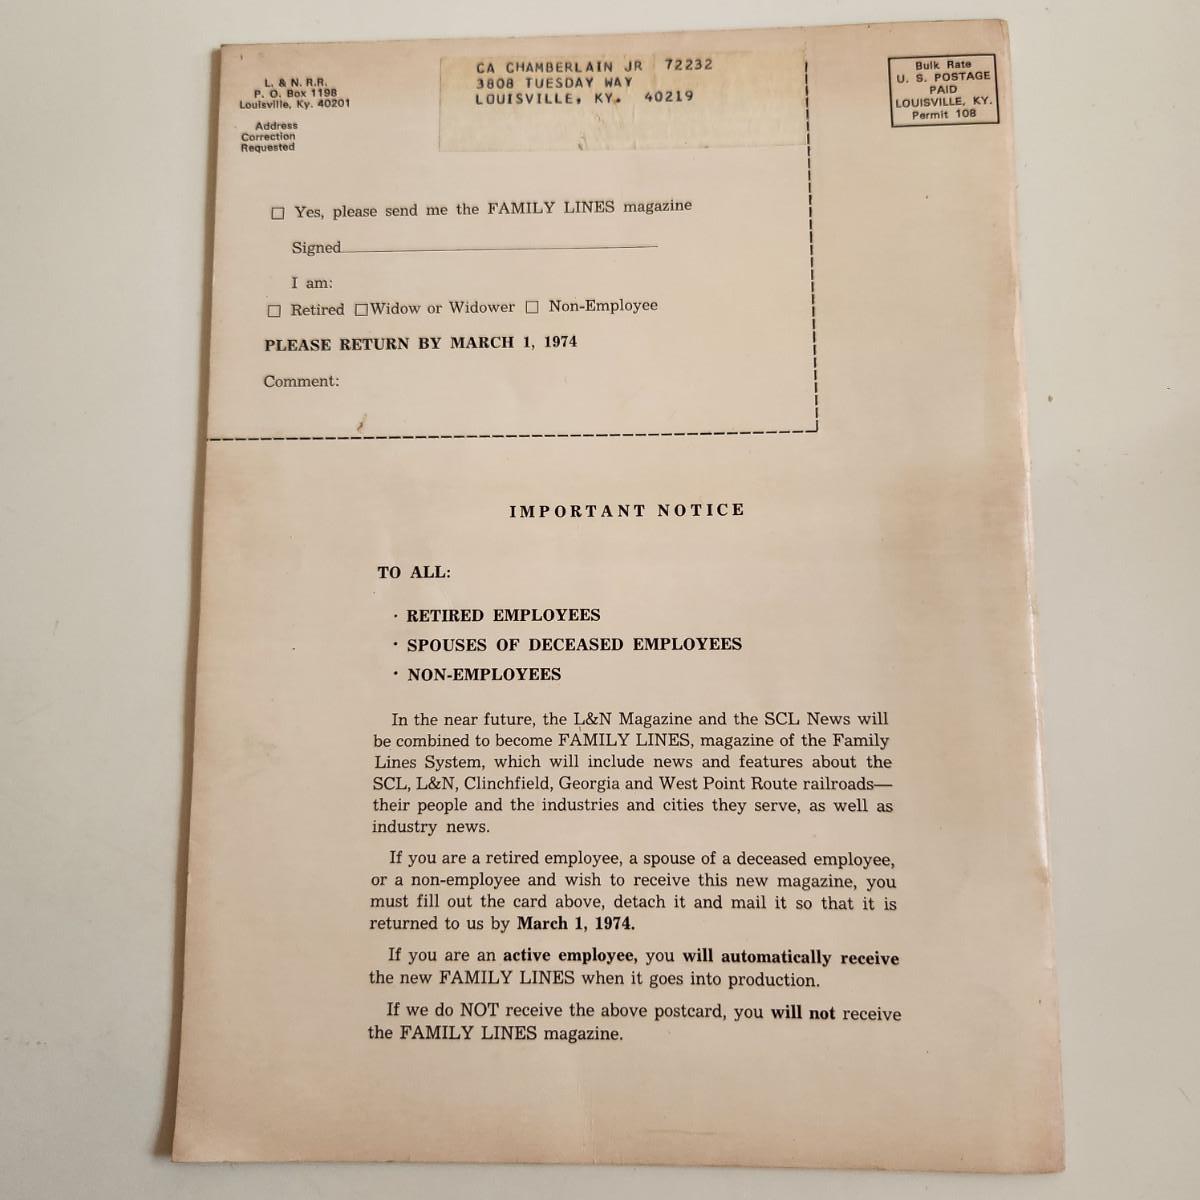 L. & N. R.R.
P. O. Box 1198
Louisville, Ky. 40201
Address
Correction
Requested
CA CHAMBERLAIN JR 72232
3808 TUESDAY WAY
LOUISVILLE, KY. 40219
Bulk Rate
U. S. POSTAGE
PAID
LOUISVILLE, KY.
Permit 108
☐ Yes, please send me the FAMILY LINES magazine
Signed
I am:
☐ Retired ☐ Widow or Widower ☐ Non-Employee
PLEASE RETURN BY MARCH 1, 1974
Comment:
IMPORTANT NOTICE
TO ALL:
· RETIRED EMPLOYEES
· SPOUSES OF DECEASED EMPLOYEES
· NON-EMPLOYEES
In the near future, the L&N Magazine and the SCL News will
be combined to become FAMILY LINES, magazine of the Family
Lines System, which will include news and features about the
SCL, L&N, Clinchfield, Georgia and West Point Route railroads—
their people and the industries and cities they serve, as well as
industry news.
If you are a retired employee, a spouse of a deceased employee,
or a non-employee and wish to receive this new magazine, you
must fill out the card above, detach it and mail it so that it is
returned to us by March 1, 1974.
If you are an active employee, you will automatically receive
the new FAMILY LINES when it goes into production.
If we do NOT receive the above postcard, you will not receive
the FAMILY LINES magazine.